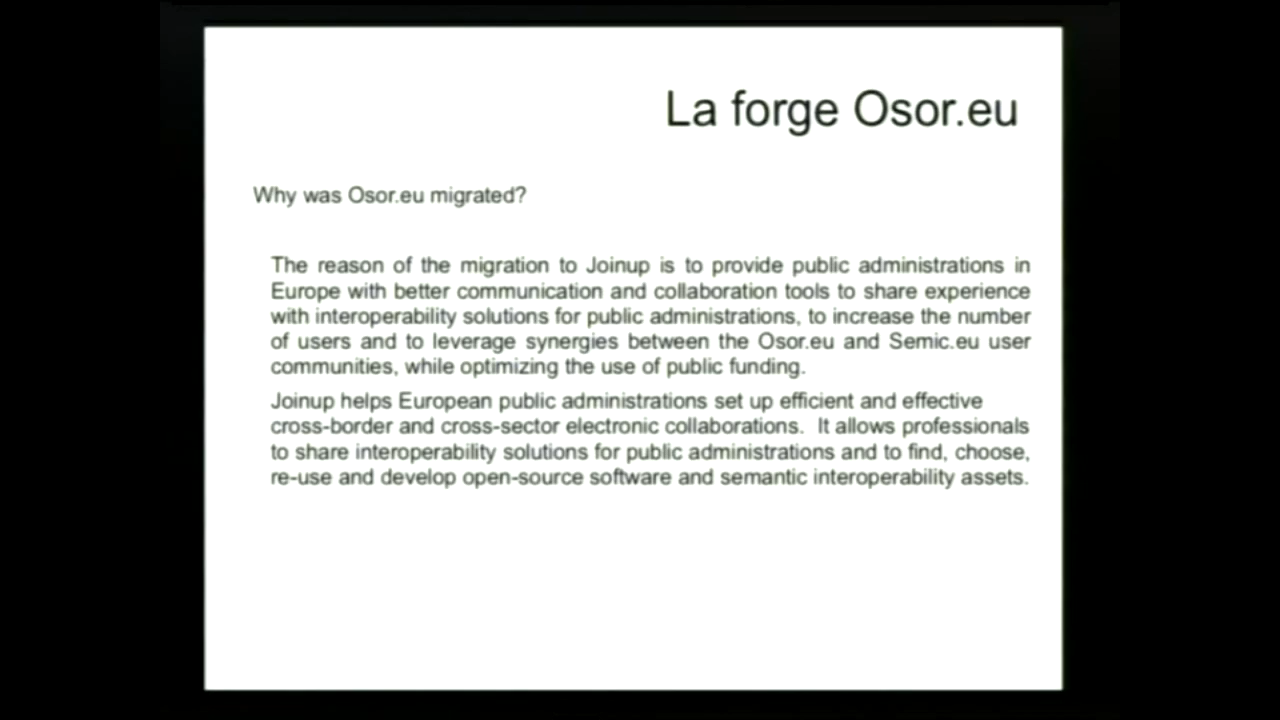 La forge Osor.eu
Why was Osor.eu migrated?
The reason of the migration to Joinup is to provide public administrations in
Europe with better communication and collaboration tools to share experience
with interoperability solutions for public administrations, to increase the number
of users and to leverage synergies between the Osor.eu and Semic.eu user
communities, while optimizing the use of public funding.
Joinup helps European public administrations set up efficient and effective
cross-border and cross-sector electronic collaborations.  It allows professionals
to share interoperability solutions for public administrations and to find, choose,
re-use and develop open-source software and semantic interoperability assets.